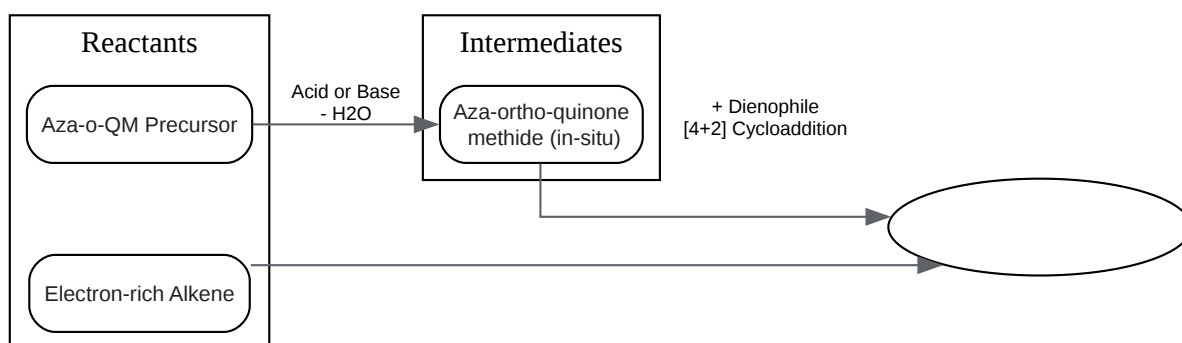 Reactants
Intermediates
Aza-o-QM Precursor
Acid or Base
- H2O
Aza-ortho-quinone
methide (in-situ)
+ Dienophile
[4+2] Cycloaddition
Electron-rich Alkene